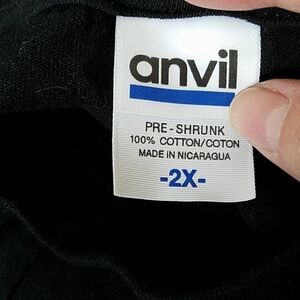 anvil
PRE-SHRUNK
100% COTTON/COTON
MADE IN NICARAGUA
-2X-